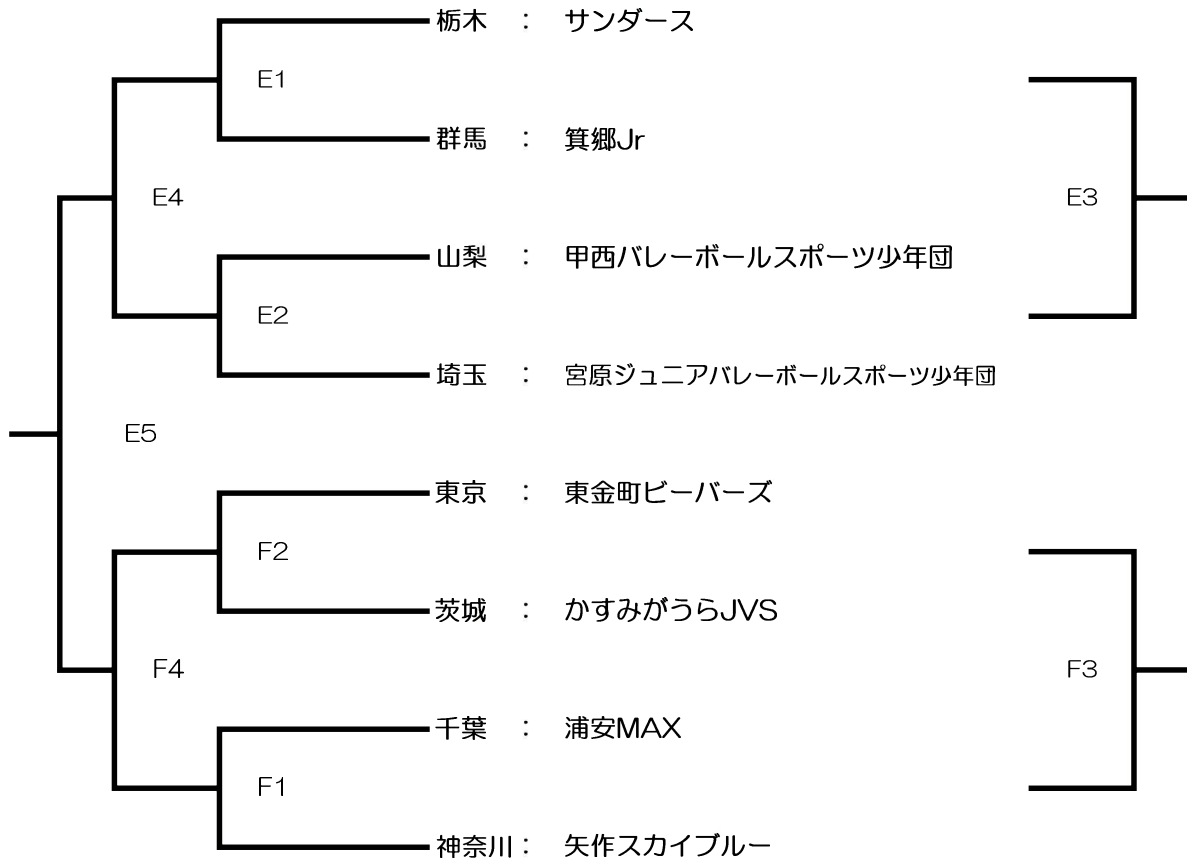 栃木 : サンダース
E1
群馬 : 箕郷Jr
E4
E3
山梨 : 甲西バレーボールスポーツ少年団
E2
埼玉 : 宮原ジュニアバレーボールスポーツ少年団
E5
東京 : 東金町ビーバーズ
F2
茨城 : かすみがうらJVS
F4
F3
千葉 : 浦安MAX
F1
神奈川 : 矢作スカイブルー